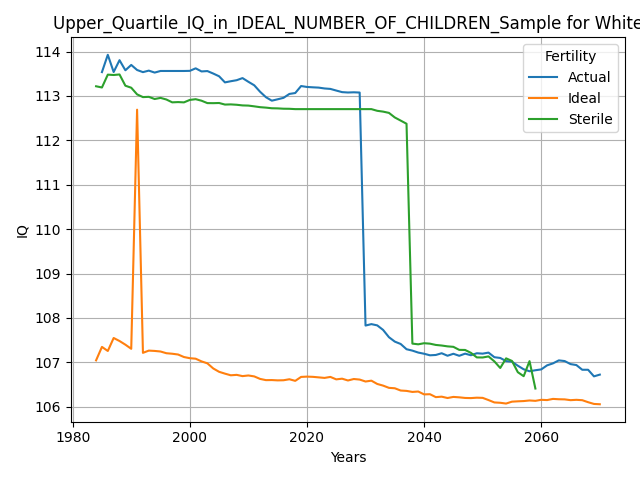 Upper_Quartile_IQ_in_IDEAL_NUMBER_OF_CHILDREN_Sample for White
114
113
112
111
110
109
108
107
106
IQ
Fertility
Actual
Ideal
Sterile
1980
2000
2020
2040
2060
Years